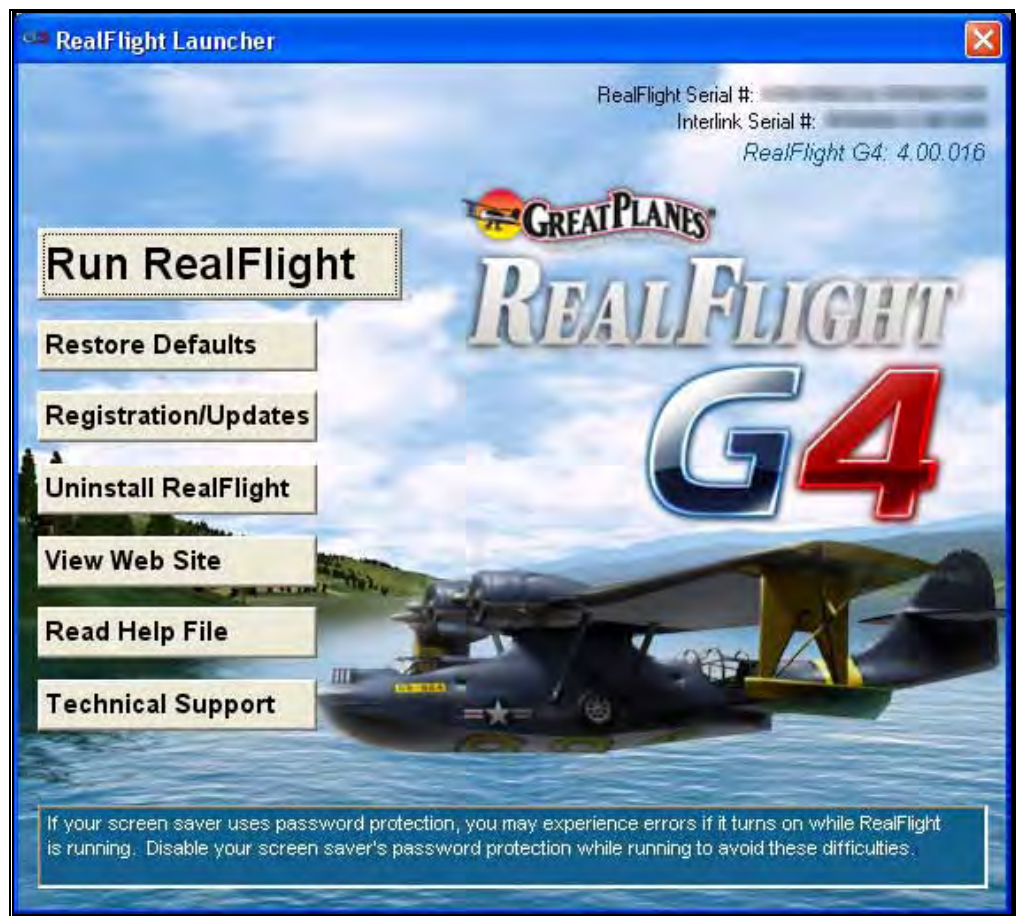 RealFlight Launcher
RealFlight Serial #:
Interlink Serial #:
RealFlight G4: 4.00.016
GREAT PLANES
REALFLIGHT
G4
Run RealFlight
Restore Defaults
Registration/Updates
Uninstall RealFlight
View Web Site
Read Help File
Technical Support
If your screen saver uses password protection, you may experience errors if it turns on while RealFlight
is running. Disable your screen saver's password protection while running to avoid these difficulties.